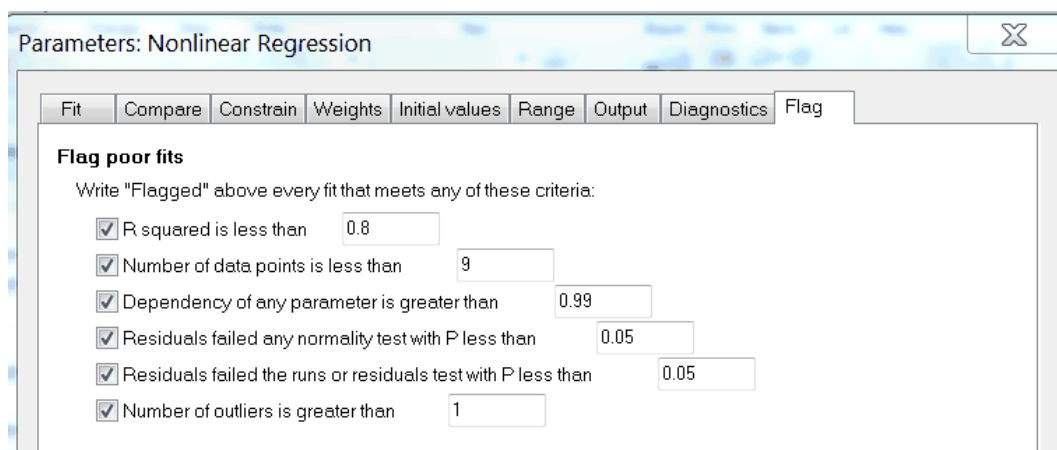 Parameters: Nonlinear Regression
Fit Compare Constrain Weights Initial values Range Output Diagnostics Flag
Flag poor fits
Write "Flagged" above every fit that meets any of these criteria:
R squared is less than 0.8
Number of data points is less than 9
Dependency of any parameter is greater than 0.99
Residuals failed any normality test with P less than 0.05
Residuals failed the runs or residuals test with P less than 0.05
Number of outliers is greater than 1